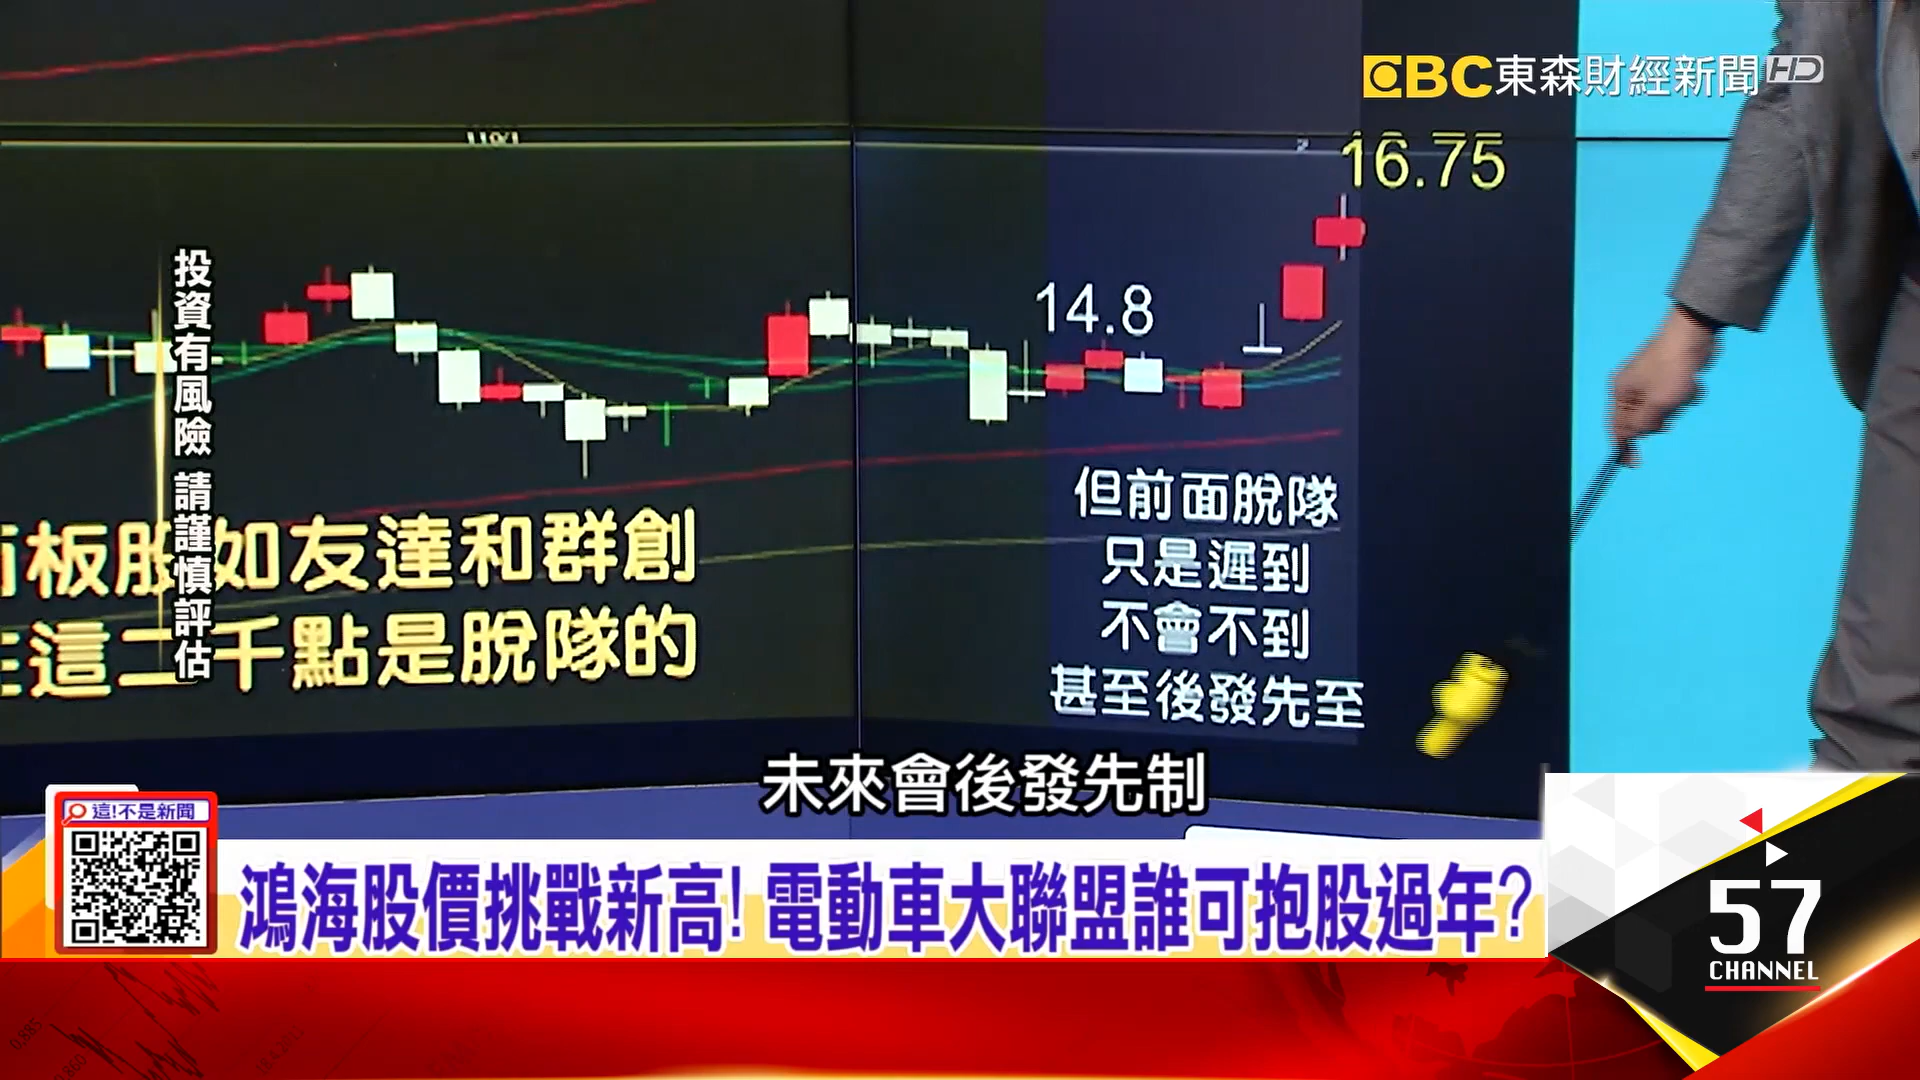 EBC東森財經新聞HD
16.75
14.8
投資有風險 請謹慎評估
板股如友達和群創
這二千點是脫隊的
但前面脫隊
只是遲到
不會不到
甚至後發先至
未來會後發先制
這!不是新聞
鴻海股價挑戰新高! 電動車大聯盟誰可抱股過年?
57
CHANNEL